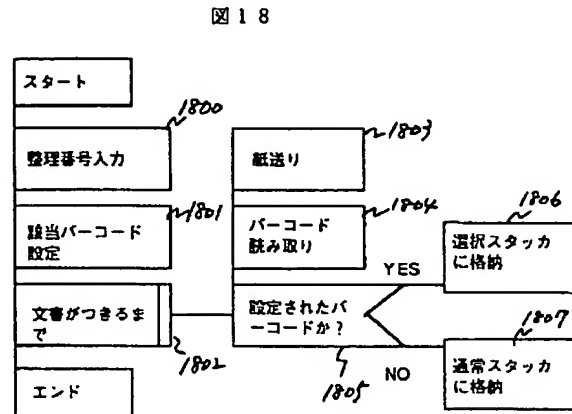 図18
スタート
1800
整理番号入力
1801
該当バーコード
設定
文書がつきるま
で
1802
エンド
1803
紙送り
1804
バーコード
読み取り
設定されたバ
ーコードか?
1805
YES
NO
1806
選択スタッカ
に格納
1807
通常スタッカ
に格納